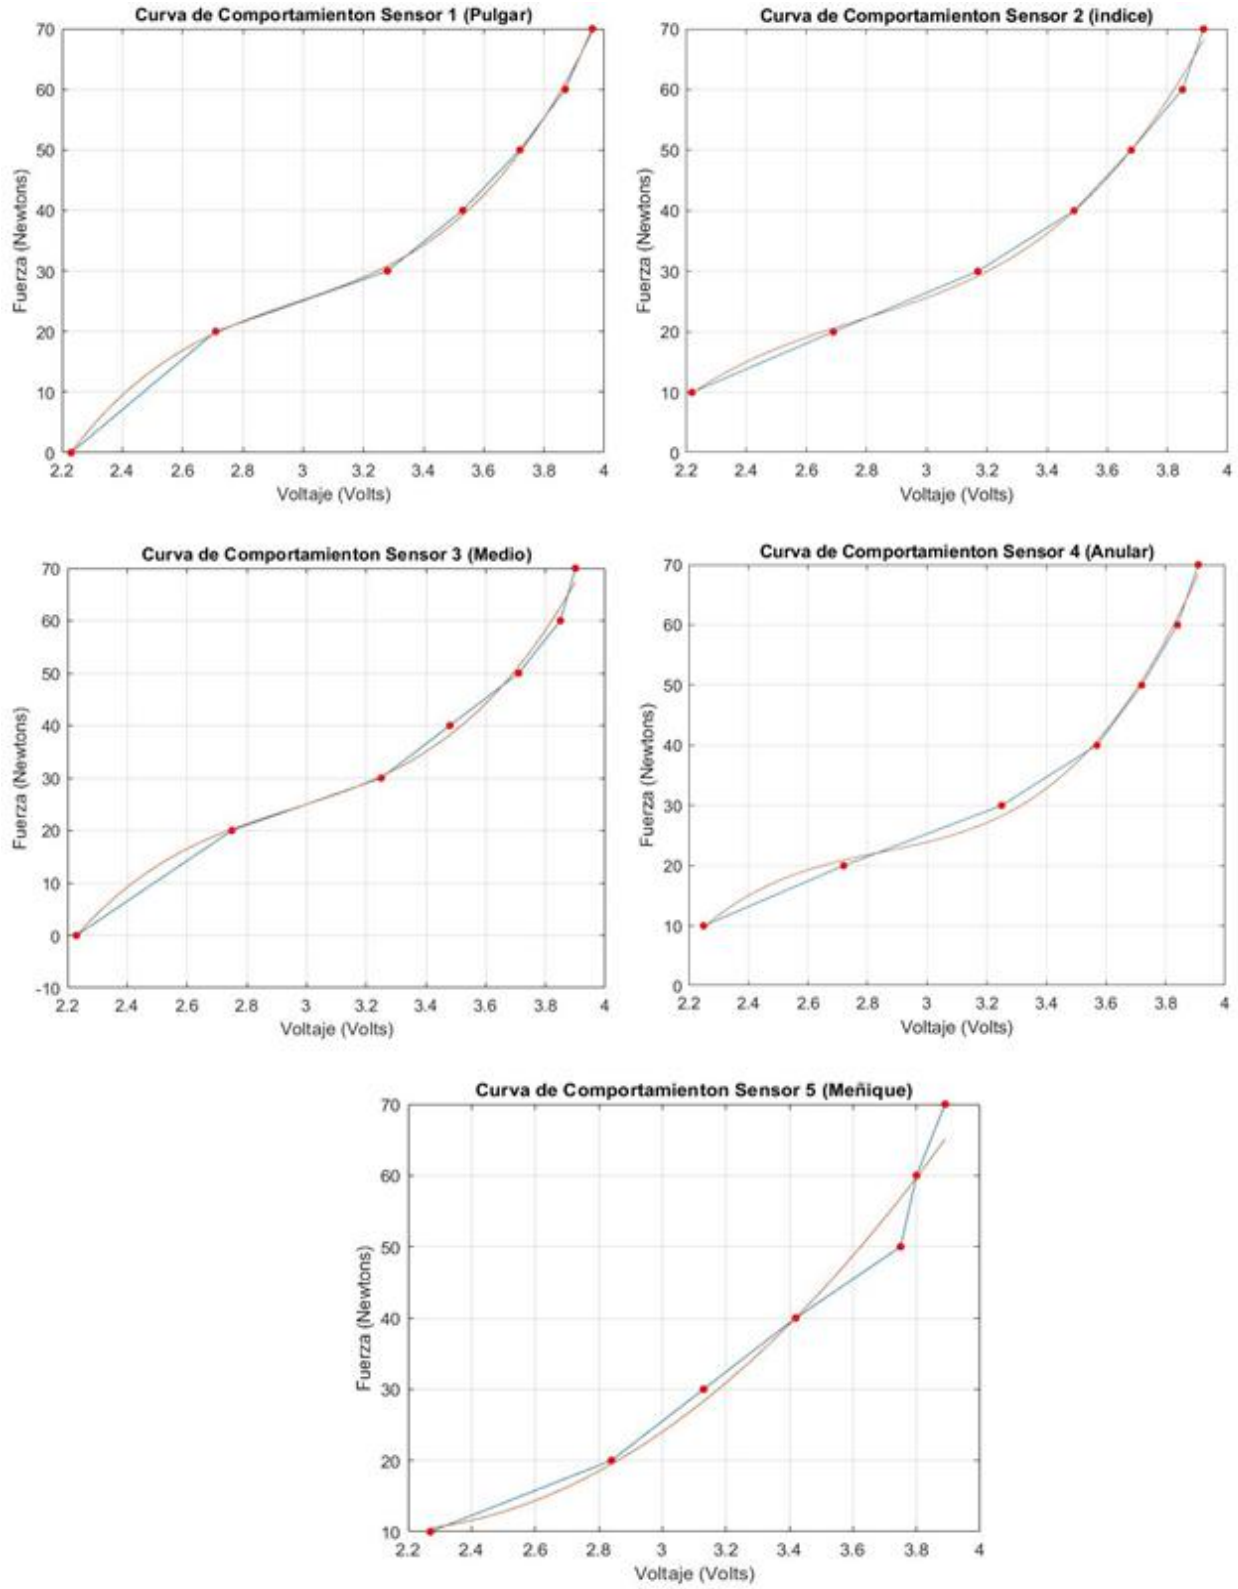 Curva de Comportamienton Sensor 1 (Pulgar)
70
60
50
40
30
20
10
0
Fuerza (Newtons)
2.2 2.4 2.6 2.8 3 3.2 3.4 3.6 3.8 4
Voltaje (Volts)
Curva de Comportamienton Sensor 2 (indice)
70
60
50
40
30
20
10
0
Fuerza (Newtons)
2.2 2.4 2.6 2.8 3 3.2 3.4 3.6 3.8 4
Voltaje (Volts)
Curva de Comportamienton Sensor 3 (Medio)
70
60
50
40
30
20
10
0
-10
Fuerza (Newtons)
2.2 2.4 2.6 2.8 3 3.2 3.4 3.6 3.8 4
Voltaje (Volts)
Curva de Comportamienton Sensor 4 (Anular)
70
60
50
40
30
20
10
0
Fuerza (Newtons)
2.2 2.4 2.6 2.8 3 3.2 3.4 3.6 3.8 4
Voltaje (Volts)
Curva de Comportamienton Sensor 5 (Meñique)
70
60
50
40
30
20
10
Fuerza (Newtons)
2.2 2.4 2.6 2.8 3 3.2 3.4 3.6 3.8 4
Voltaje (Volts)